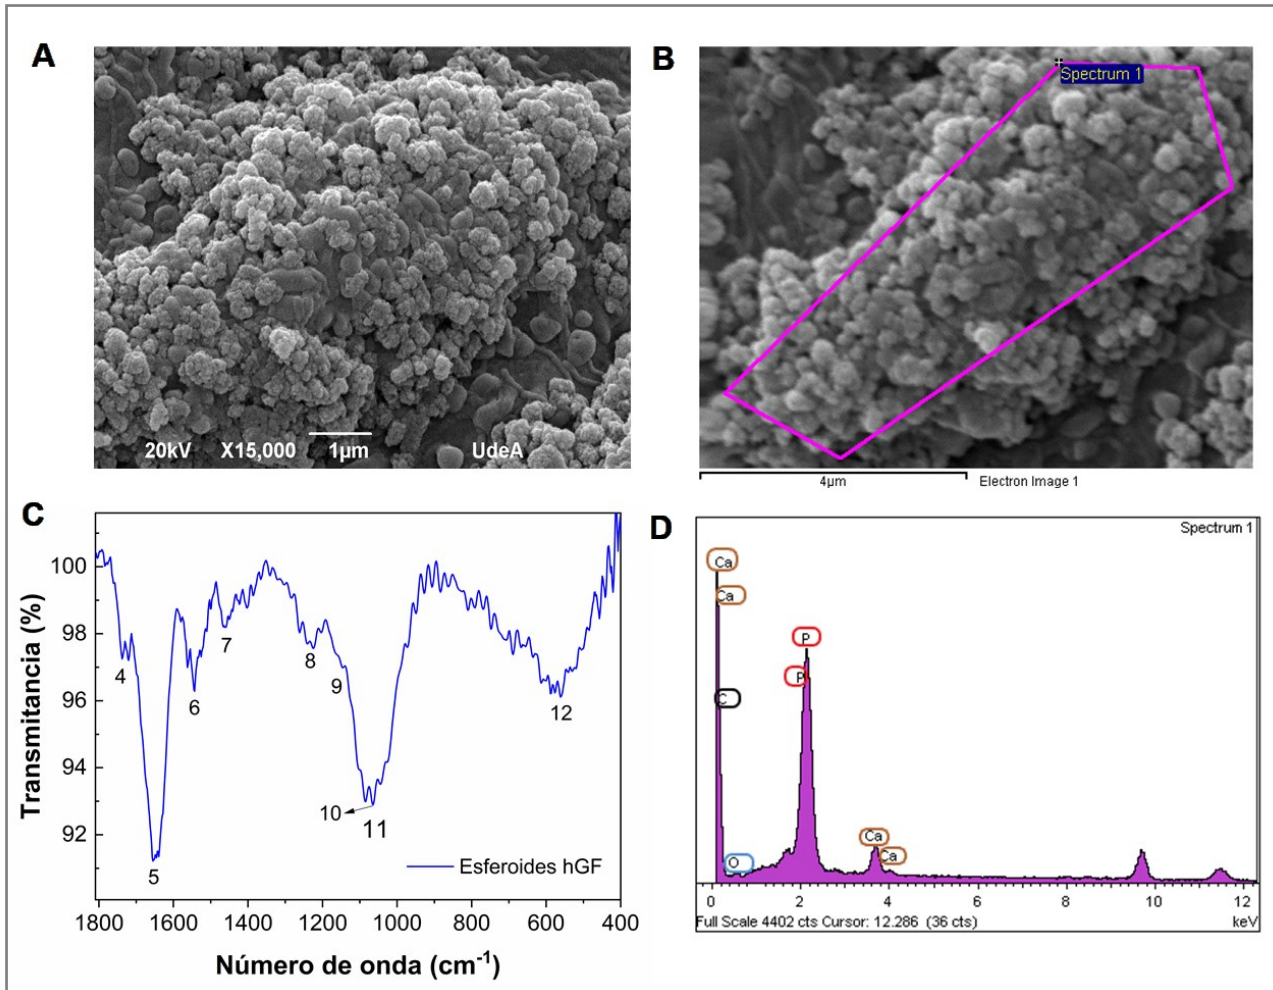 A
20kV X15,000 1µm UdeA
B
Spectrum 1
4µm Electron Image 1
C
Transmitancia (%)
100
98
96
94
92
4
5
6
7
8
9
10
11
12
Esferoides hGF
1800 1600 1400 1200 1000 800 600 400
Número de onda (cm-1)
D
Spectrum 1
Ca
Ca
C
O
P
P
Ca
Ca
0 2 4 6 8 10 12
Full Scale 4402 cts Cursor: 12.286 (36 cts) keV